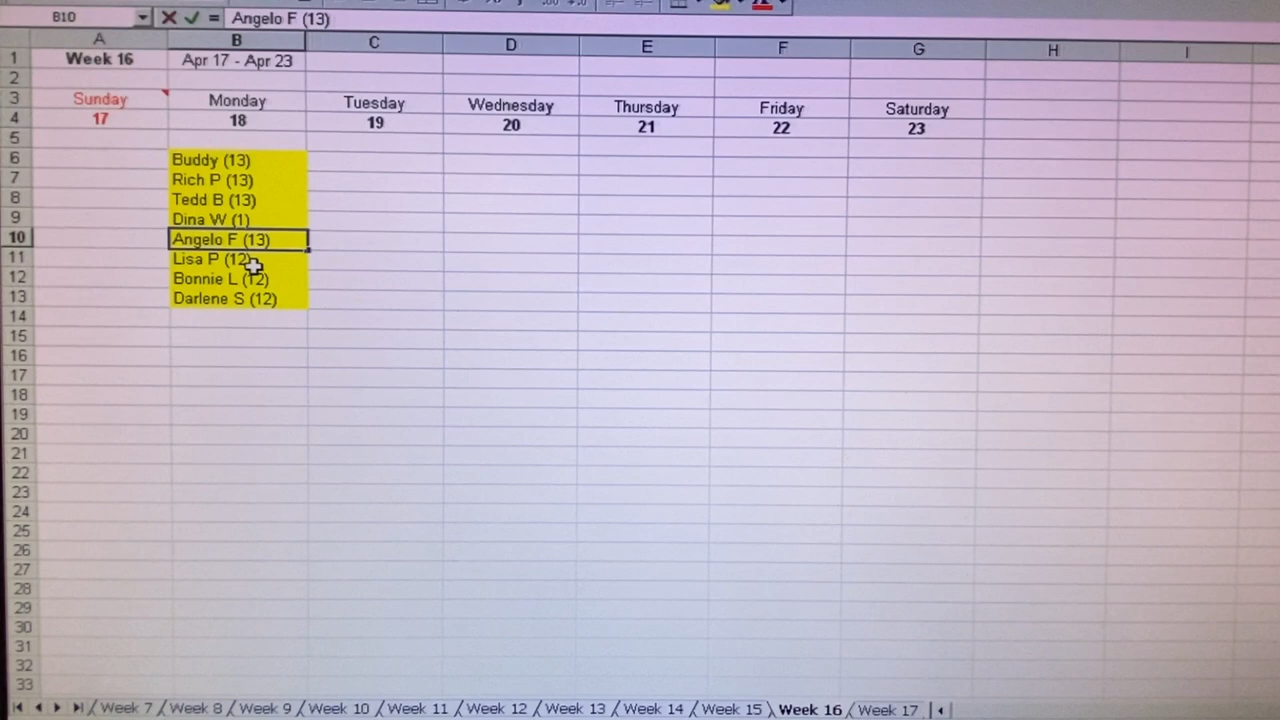 B10 = Angelo F (13)
A B C D E F G H I
1 Week 16 Apr 17 - Apr 23
2
3 Sunday Monday Tuesday Wednesday Thursday Friday Saturday
4 17 18 19 20 21 22 23
5
6 Buddy (13)
7 Rich P (13)
8 Tedd B (13)
9 Dina W (1)
10 Angelo F (13)
11 Lisa P (12)
12 Bonnie L (12)
13 Darlene S (12)
14
15
16
17
18
19
20
21
22
23
24
25
26
27
28
29
30
31
32
33
Week 7 / Week 8 / Week 9 / Week 10 / Week 11 / Week 12 / Week 13 / Week 14 / Week 15 \ Week 16 / Week 17